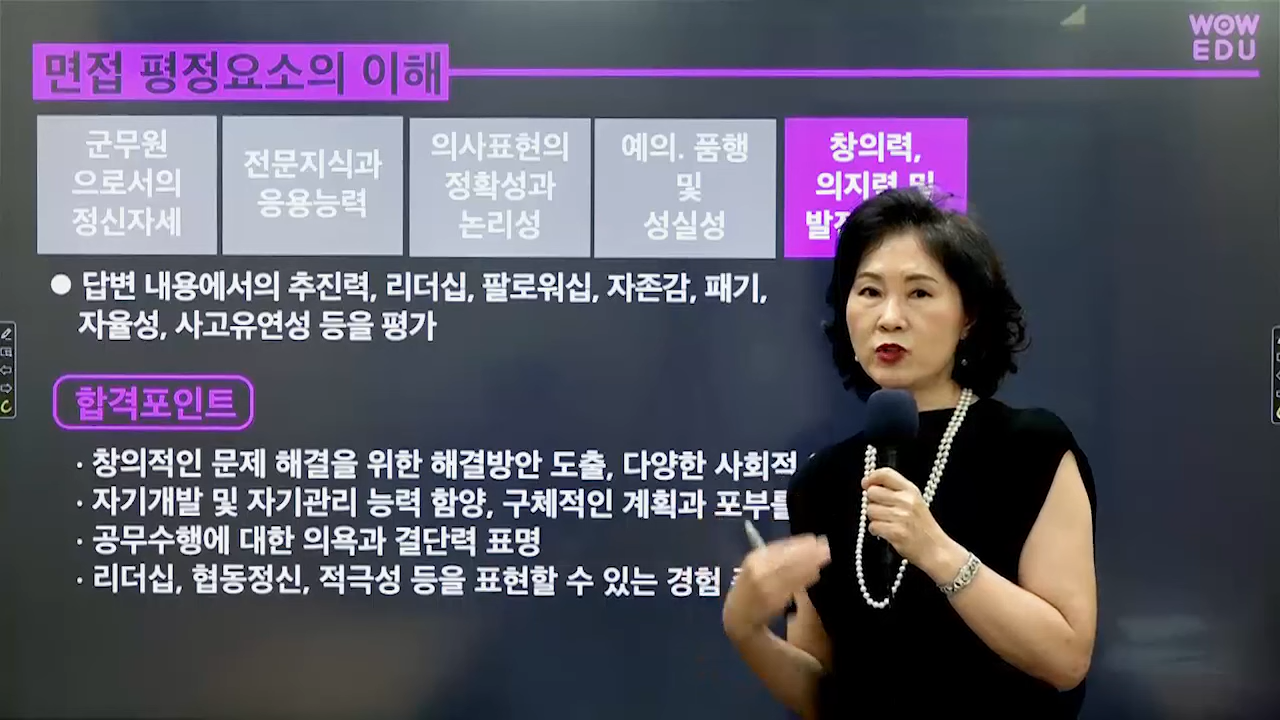 WOW
EDU
면접 평정요소의 이해
군무원
으로서의
정신자세
전문지식과
응용능력
의사표현의
정확성과
논리성
예의. 품행
및
성실성
창의력,
의지력 및
● 답변 내용에서의 추진력, 리더십, 팔로워십, 자존감, 패기,
자율성, 사고유연성 등을 평가
합격포인트
· 창의적인 문제 해결을 위한 해결방안 도출, 다양한 사회적
· 자기개발 및 자기관리 능력 함양, 구체적인 계획과 포부를
· 공무수행에 대한 의욕과 결단력 표명
· 리더십, 협동정신, 적극성 등을 표현할 수 있는 경험